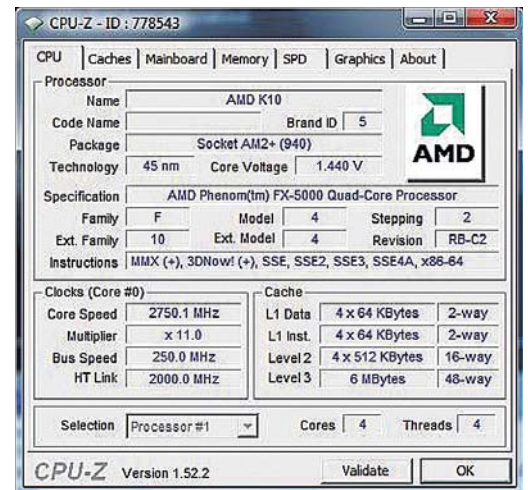 CPU-Z - ID : 778543
CPU Caches Mainboard Memory SPD Graphics About
Processor
Name AMD K10
Code Name Brand ID 5
Package Socket AM2+ (940)
Technology 45 nm Core Voltage 1.440 V
AMD
Specification AMD Phenom(tm) FX-5000 Quad-Core Processor
Family F Model 4 Stepping 2
Ext. Family 10 Ext. Model 4 Revision RB-C2
Instructions MMX (+), 3DNow! (+), SSE, SSE2, SSE3, SSE4A, x86-64
Clocks (Core #0) Cache
Core Speed 2750.1 MHz L1 Data 4 x 64 KBytes 2-way
Multiplier x 11.0 L1 Inst. 4 x 64 KBytes 2-way
Bus Speed 250.0 MHz Level 2 4 x 512 KBytes 16-way
HT Link 2000.0 MHz Level 3 6 MBytes 48-way
Selection Processor #1 Cores 4 Threads 4
CPU-Z Version 1.52.2 Validate OK